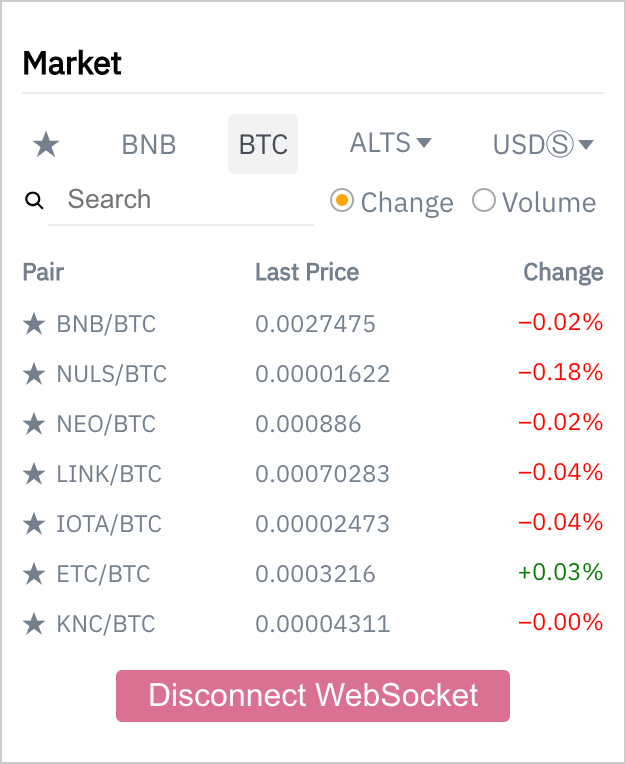 Market
★ BNB BTC ALTS▼ USDⓈ▼
Search Change Volume
Pair Last Price Change
★ BNB/BTC 0.0027475 −0.02%
★ NULS/BTC 0.00001622 −0.18%
★ NEO/BTC 0.000886 −0.02%
★ LINK/BTC 0.00070283 −0.04%
★ IOTA/BTC 0.00002473 −0.04%
★ ETC/BTC 0.0003216 +0.03%
★ KNC/BTC 0.00004311 −0.00%
Disconnect WebSocket